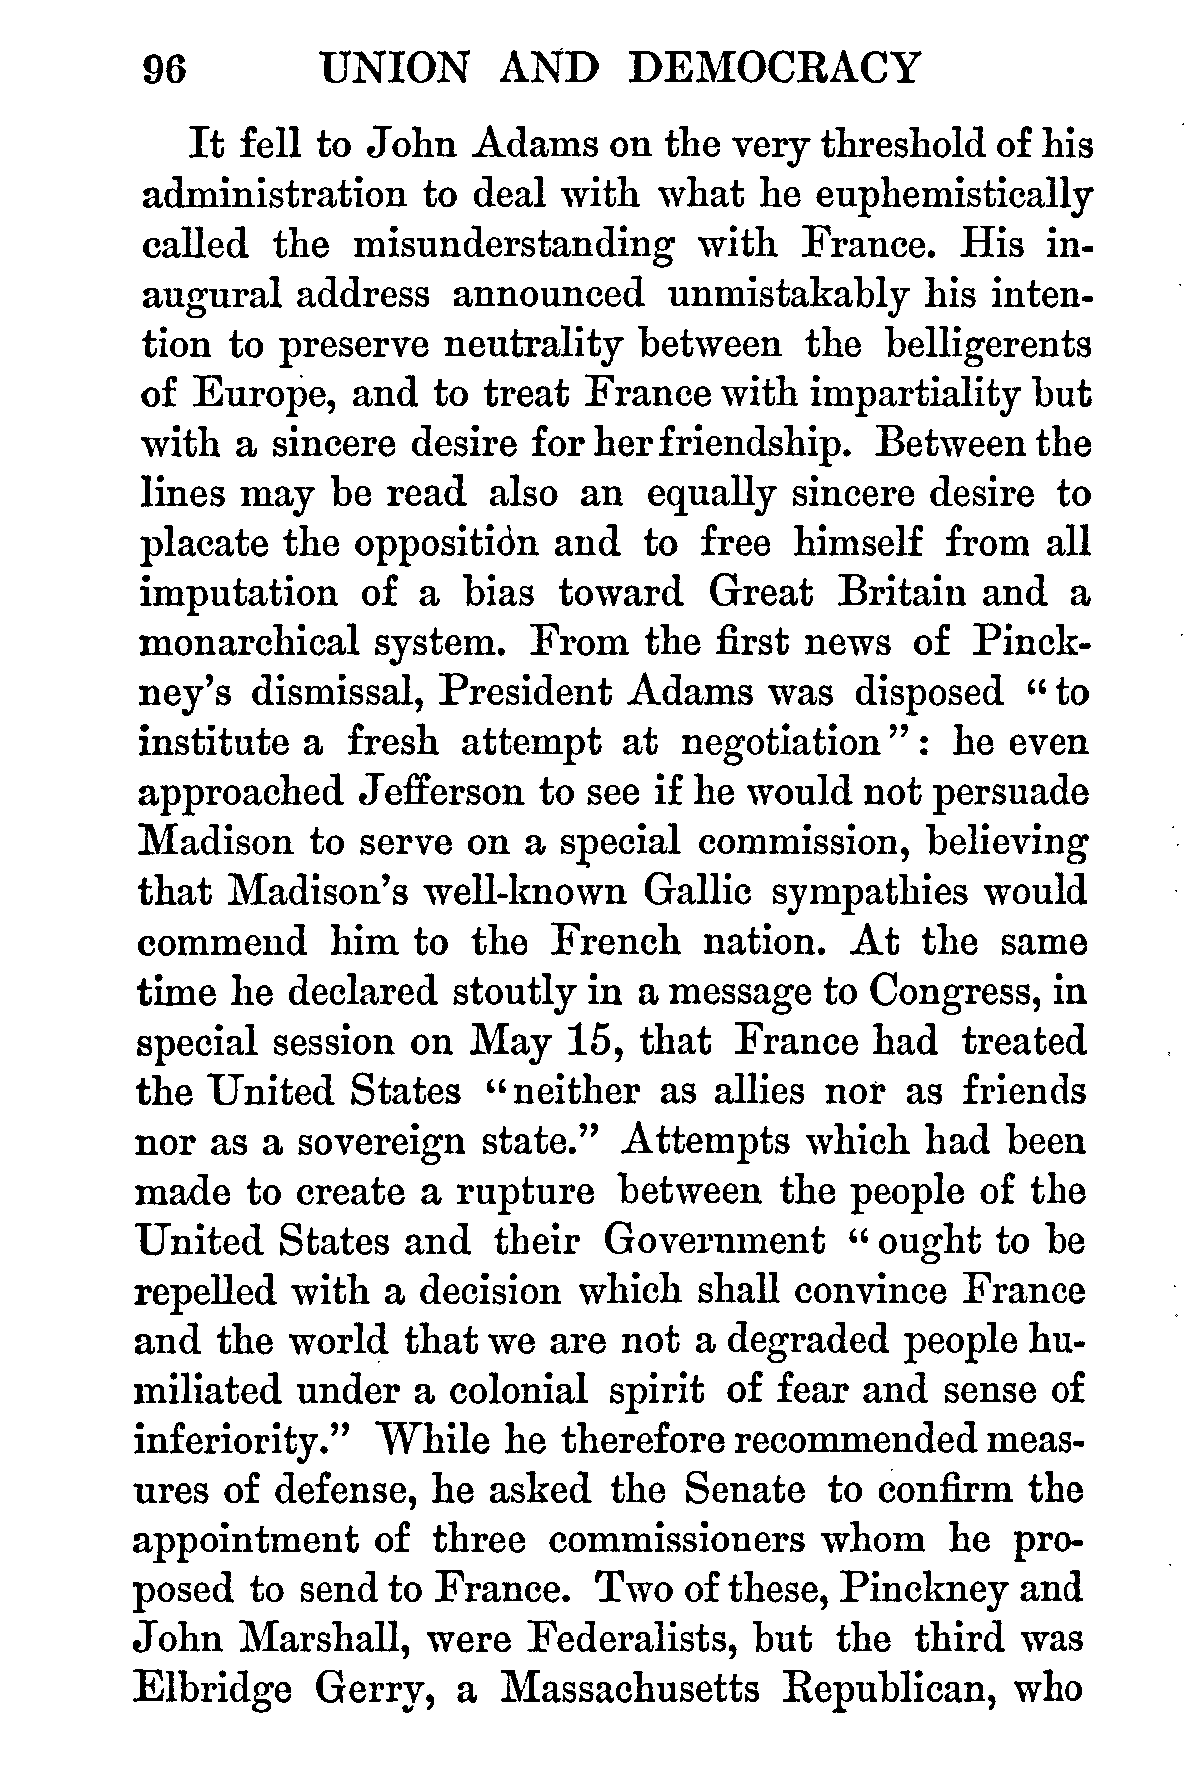 96 UNION AND DEMOCRACY
It fell to John Adams on the very threshold of his
administration to deal with what he euphemistically
called the misunderstanding with France. His in-
augural address announced unmistakably his inten-
tion to preserve neutrality between the belligerents
of Europe, and to treat France with impartiality but
with a sincere desire for her friendship. Between the
lines may be read also an equally sincere desire to
placate the opposition and to free himself from all
imputation of a bias toward Great Britain and a
monarchical system. From the first news of Pinck-
ney's dismissal, President Adams was disposed "to
institute a fresh attempt at negotiation": he even
approached Jefferson to see if he would not persuade
Madison to serve on a special commission, believing
that Madison's well-known Gallic sympathies would
commend him to the French nation. At the same
time he declared stoutly in a message to Congress, in
special session on May 15, that France had treated
the United States "neither as allies nor as friends
nor as a sovereign state." Attempts which had been
made to create a rupture between the people of the
United States and their Government "ought to be
repelled with a decision which shall convince France
and the world that we are not a degraded people hu-
miliated under a colonial spirit of fear and sense of
inferiority." While he therefore recommended meas-
ures of defense, he asked the Senate to confirm the
appointment of three commissioners whom he pro-
posed to send to France. Two of these, Pinckney and
John Marshall, were Federalists, but the third was
Elbridge Gerry, a Massachusetts Republican, who